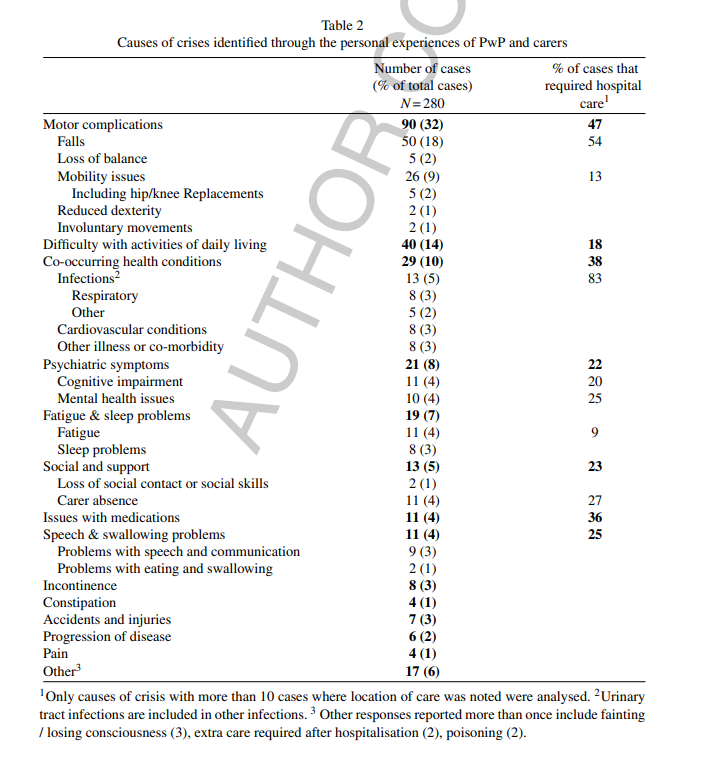 Table 2
Causes of crises identified through the personal experiences of PwP and carers
Number of cases % of cases that
(% of total cases) required hospital
N = 280 care¹
Motor complications 90 (32) 47
Falls 50 (18) 54
Loss of balance 5 (2)
Mobility issues 26 (9) 13
Including hip/knee Replacements 5 (2)
Reduced dexterity 2 (1)
Involuntary movements 2 (1)
Difficulty with activities of daily living 40 (14) 18
Co-occurring health conditions 29 (10) 38
Infections² 13 (5) 83
Respiratory 8 (3)
Other 5 (2)
Cardiovascular conditions 8 (3)
Other illness or co-morbidity 8 (3)
Psychiatric symptoms 21 (8) 22
Cognitive impairment 11 (4) 20
Mental health issues 10 (4) 25
Fatigue & sleep problems 19 (7)
Fatigue 11 (4) 9
Sleep problems 8 (3)
Social and support 13 (5) 23
Loss of social contact or social skills 2 (1)
Carer absence 11 (4) 27
Issues with medications 11 (4) 36
Speech & swallowing problems 11 (4) 25
Problems with speech and communication 9 (3)
Problems with eating and swallowing 2 (1)
Incontinence 8 (3)
Constipation 4 (1)
Accidents and injuries 7 (3)
Progression of disease 6 (2)
Pain 4 (1)
Other³ 17 (6)
¹Only causes of crisis with more than 10 cases where location of care was noted were analysed. ²Urinary
tract infections are included in other infections. ³ Other responses reported more than once include fainting
/ losing consciousness (3), extra care required after hospitalisation (2), poisoning (2).
AUTHOR CO